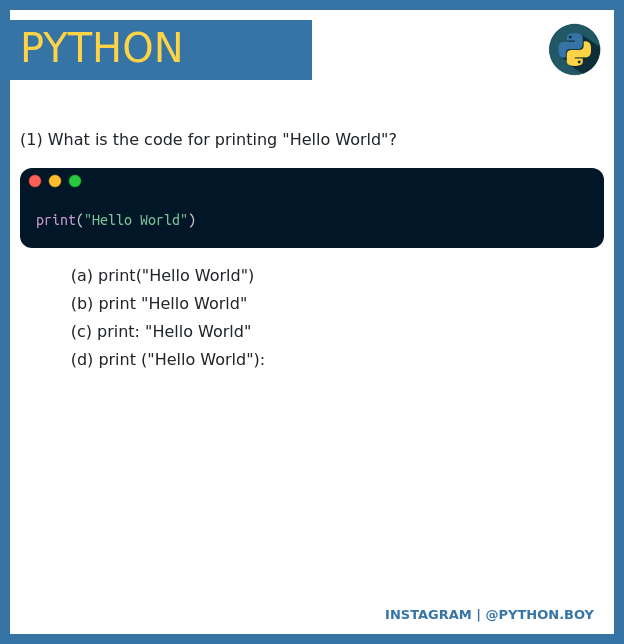 PYTHON
(1) What is the code for printing "Hello World"?
print("Hello World")
(a) print("Hello World")
(b) print "Hello World"
(c) print: "Hello World"
(d) print ("Hello World"):
INSTAGRAM | @PYTHON.BOY